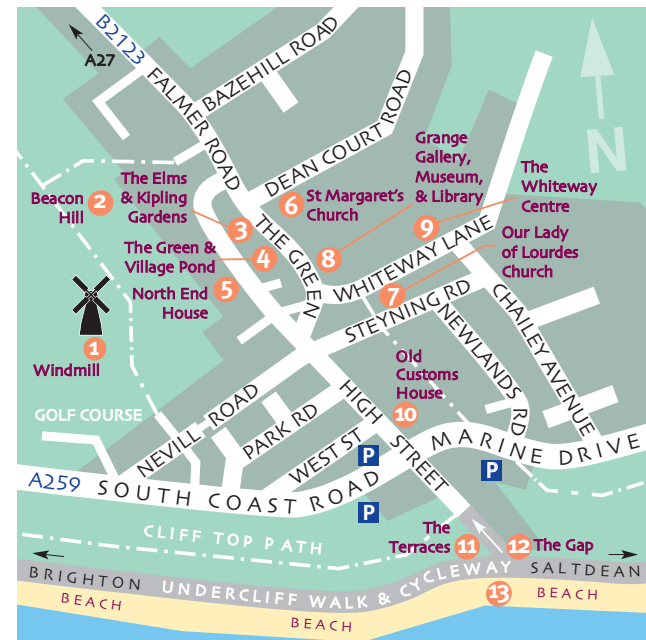 B2123
A27
FALMER ROAD
BAZEHILL ROAD
DEAN COURT ROAD
N
Grange
Gallery,
Museum,
& Library
The
Whiteway
Centre
The Elms
& Kipling
Gardens
Beacon
Hill
2
6
St Margaret's
Church
3
THE GREEN
9
Our Lady
of Lourdes
Church
The Green &
Village Pond
4
8
WHITEWAY LANE
North End
House
5
7
STEYNING RD
CHAILEY AVENUE
NEWLANDS RD
1
Windmill
Old
Customs
House
10
GOLF COURSE
NEVILL ROAD
PARK RD
WEST ST
HIGH STREET
MARINE DRIVE
P
P
P
A259
SOUTH COAST ROAD
CLIFF TOP PATH
The
Terraces
11
12
The Gap
BRIGHTON
UNDERCLIFF WALK & CYCLEWAY
SALTDEAN
13
BEACH
BEACH
BEACH